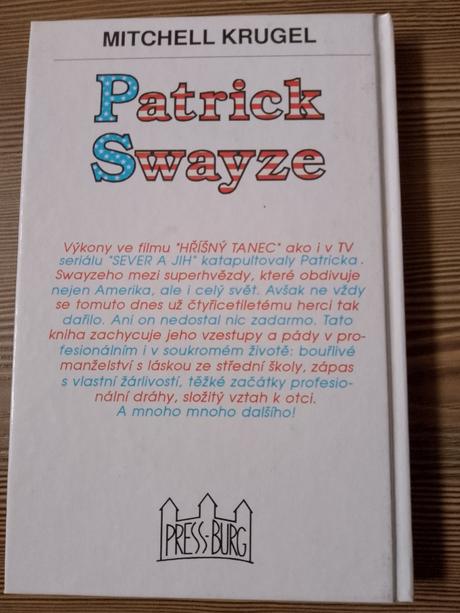 MITCHELL KRUGEL
Patrick
Swayze
Výkony ve filmu "HŘÍŠNÝ TANEC" ako i v TV
seriálu "SEVER A JIH" katapultovaly Patricka.
Swayzeho mezi superhvězdy, které obdivuje
nejen Amerika, ale i celý svět. Avšak ne vždy
se tomuto dnes už čtyřicetiletému herci tak
dařilo. Ani on nedostal nic zadarmo. Tato
kniha zachycuje jeho vzestupy a pády v pro-
fesionálním i v soukromém životě: bouřlivé
manželství s láskou ze střední školy, zápas
s vlastní žárlivostí, těžké začátky profesio-
nální dráhy, složitý vztah k otci.
A mnoho mnoho dalšího!
PRESS-BURG